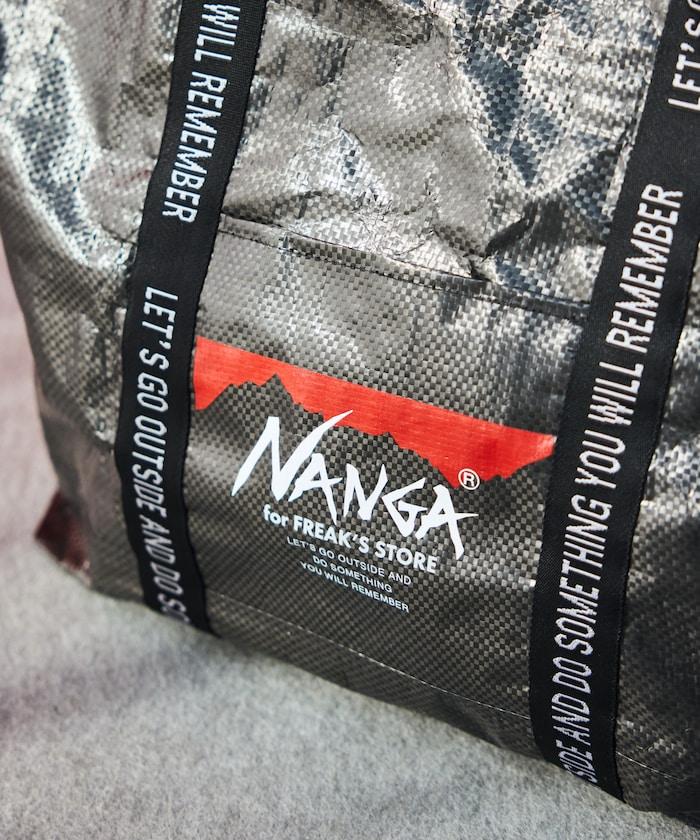 WILL REMEMBER
LET'S GO OUTSIDE AND DO
NANGA®
for FREAK'S STORE
LET'S GO OUTSIDE AND
DO SOMETHING
YOU WILL REMEMBER
LET'S
AND DO SOMETHING YOU WILL REMEMBER